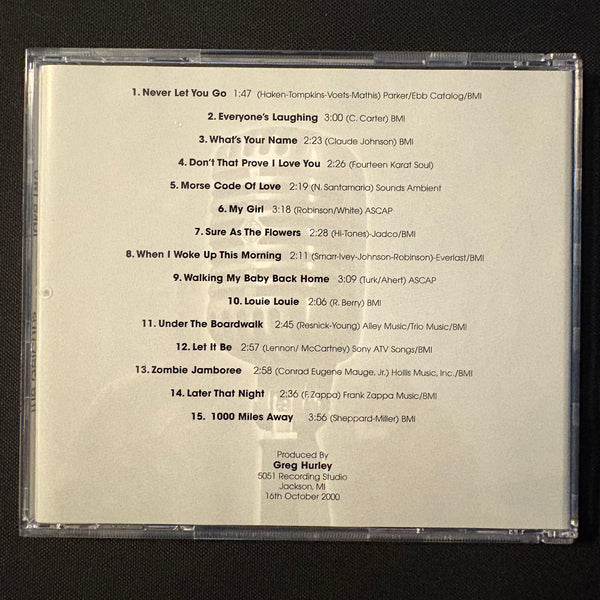 1. Never Let You Go 1:47 (Haken-Tompkins-Voets-Mathis) Parker/Ebb Catalog/BMI
2. Everyone's Laughing 3:00 (C. Carter) BMI
3. What's Your Name 2:23 (Claude Johnson) BMI
4. Don't That Prove I Love You 2:26 (Fourteen Karat Soul)
5. Morse Code Of Love 2:19 (N. Santamaria) Sounds Ambient
6. My Girl 3:18 (Robinson/White) ASCAP
7. Sure As The Flowers 2:28 (Hi-Tones)-Jadco/BMI
8. When I Woke Up This Morning 2:11 (Smarr-Ivey-Johnson-Robinson)-Everlast/BMI
9. Walking My Baby Back Home 3:09 (Turk/Ahert) ASCAP
10. Louie Louie 2:06 (R. Berry) BMI
11. Under The Boardwalk 2:45 (Resnick-Young) Alley Music/Trio Music/BMI
12. Let It Be 2:57 (Lennon/ McCartney) Sony ATV Songs/BMI
13. Zombie Jamboree 2:58 (Conrad Eugene Mauge, Jr.) Hollis Music, Inc./BMI
14. Later That Night 2:36 (F. Zappa) Frank Zappa Music/BMI
15. 1000 Miles Away 3:56 (Sheppard-Miller) BMI
Produced By
Greg Hurley
5051 Recording Studio
Jackson, MI
16th October 2000